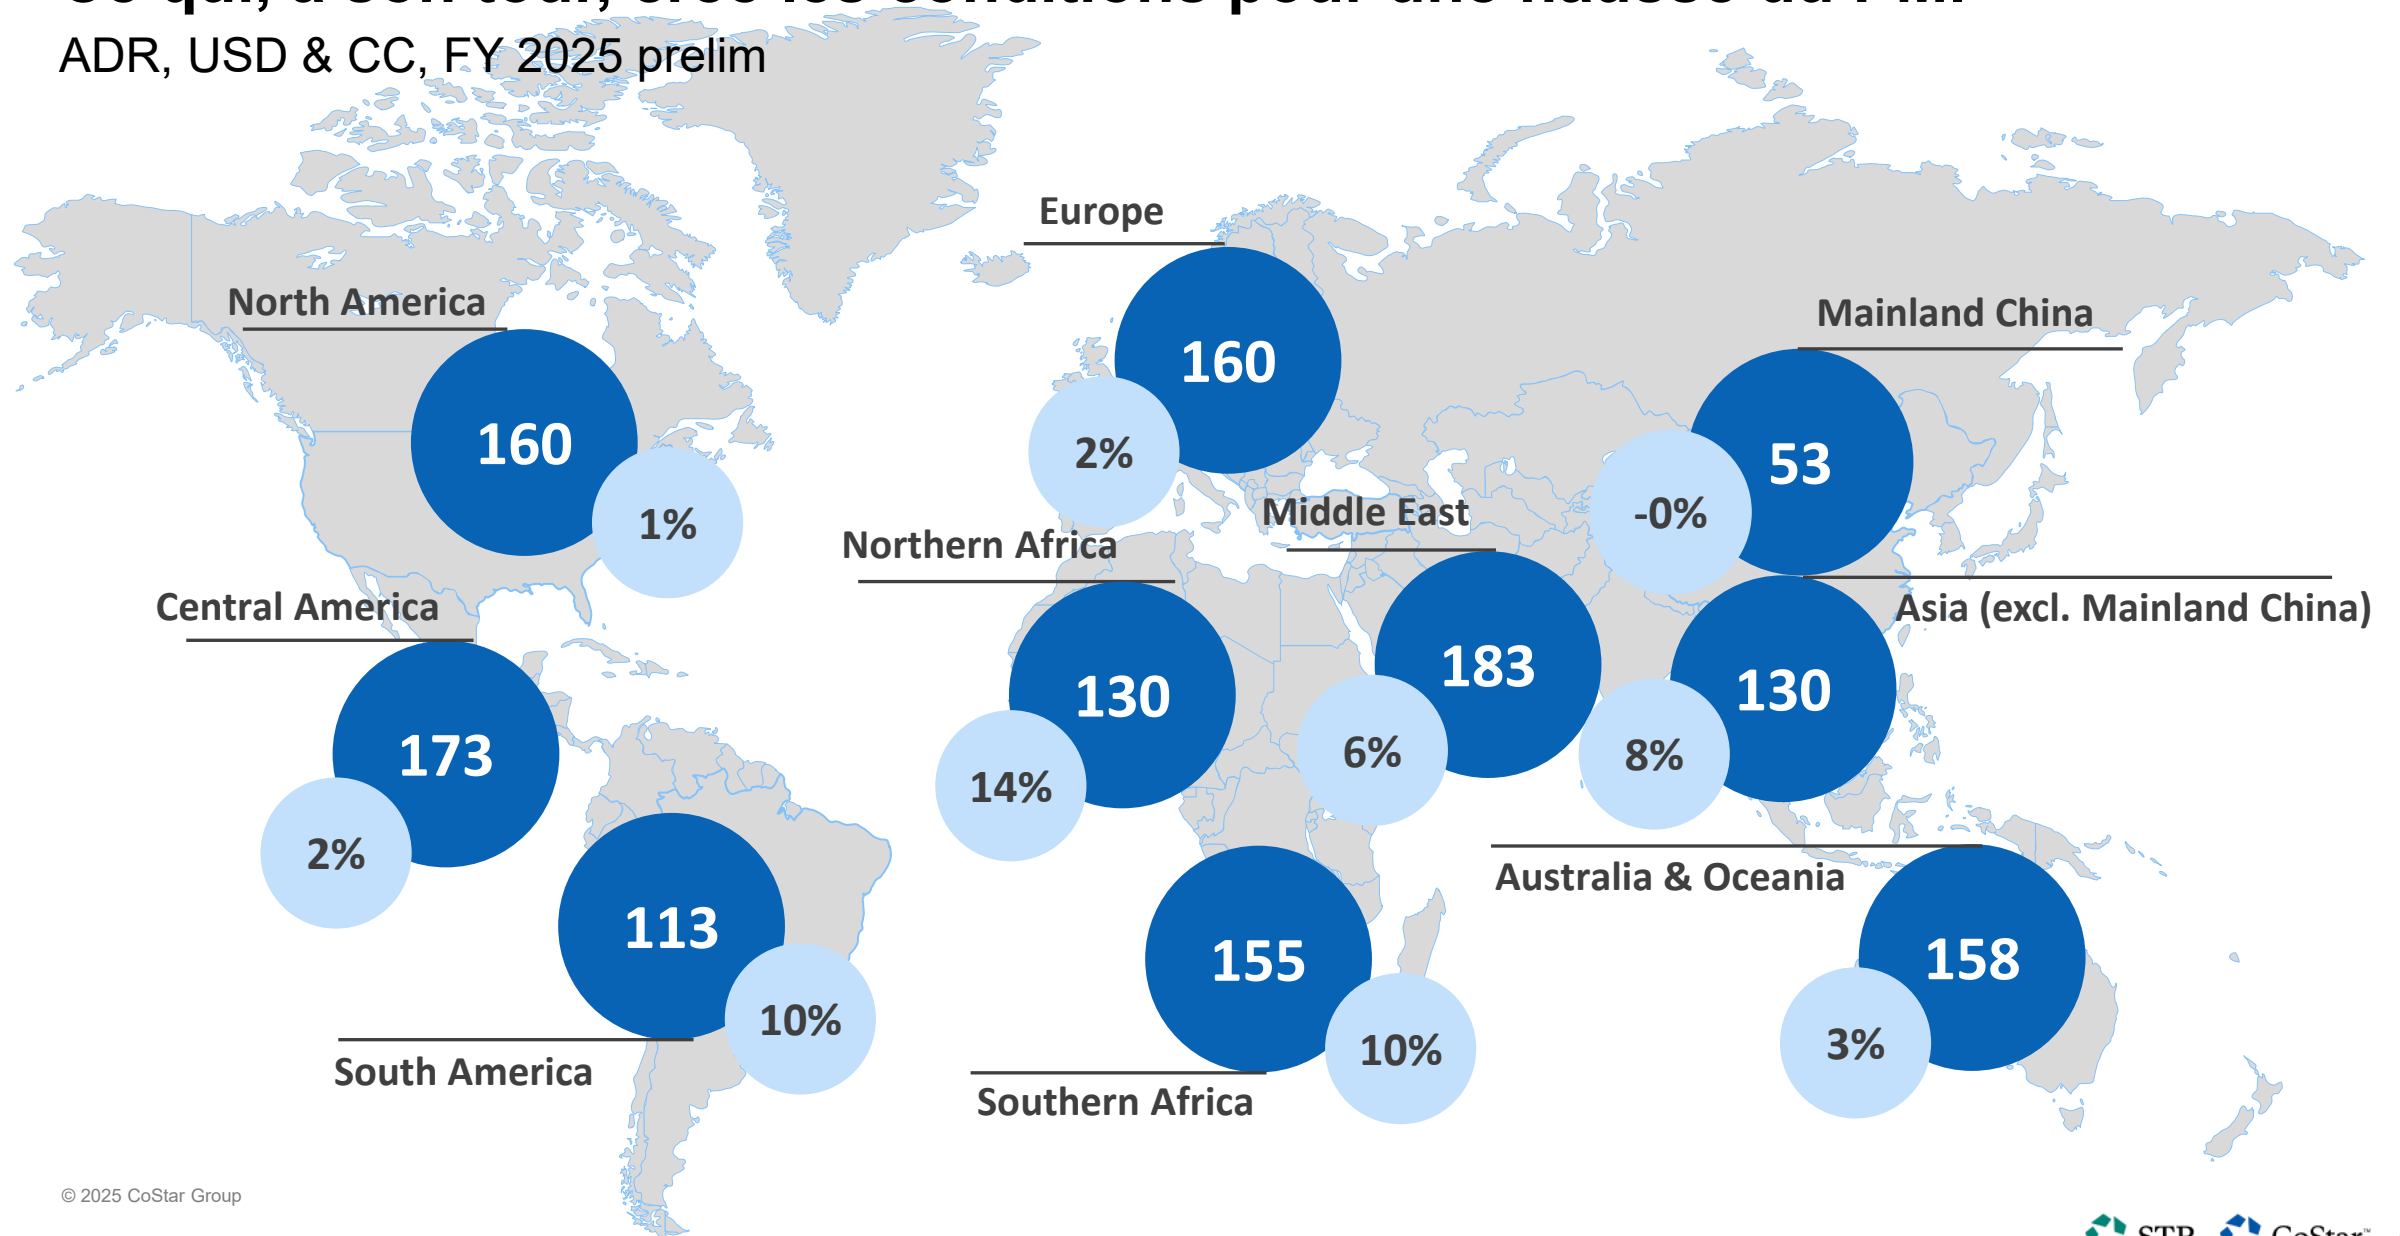 ADR, USD & CC, FY 2025 prelim
Europe
North America
Mainland China
160
160
53
2%
1%
-0%
Middle East
Northern Africa
Central America
Asia (excl. Mainland China)
183
130
130
173
6%
8%
14%
2%
Australia & Oceania
113
155
158
10%
10%
3%
South America
Southern Africa
© 2025 CoStar Group
STR CoStar™